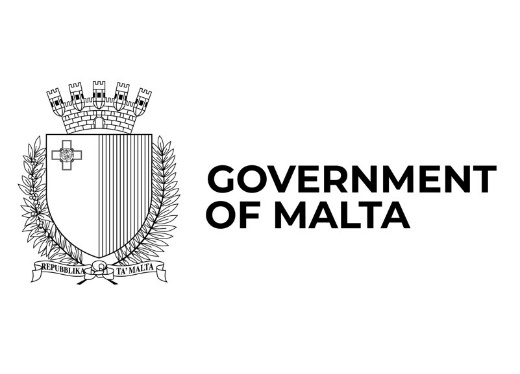 GOVERNMENT
OF MALTA
REPUBBLIKA TA' MALTA